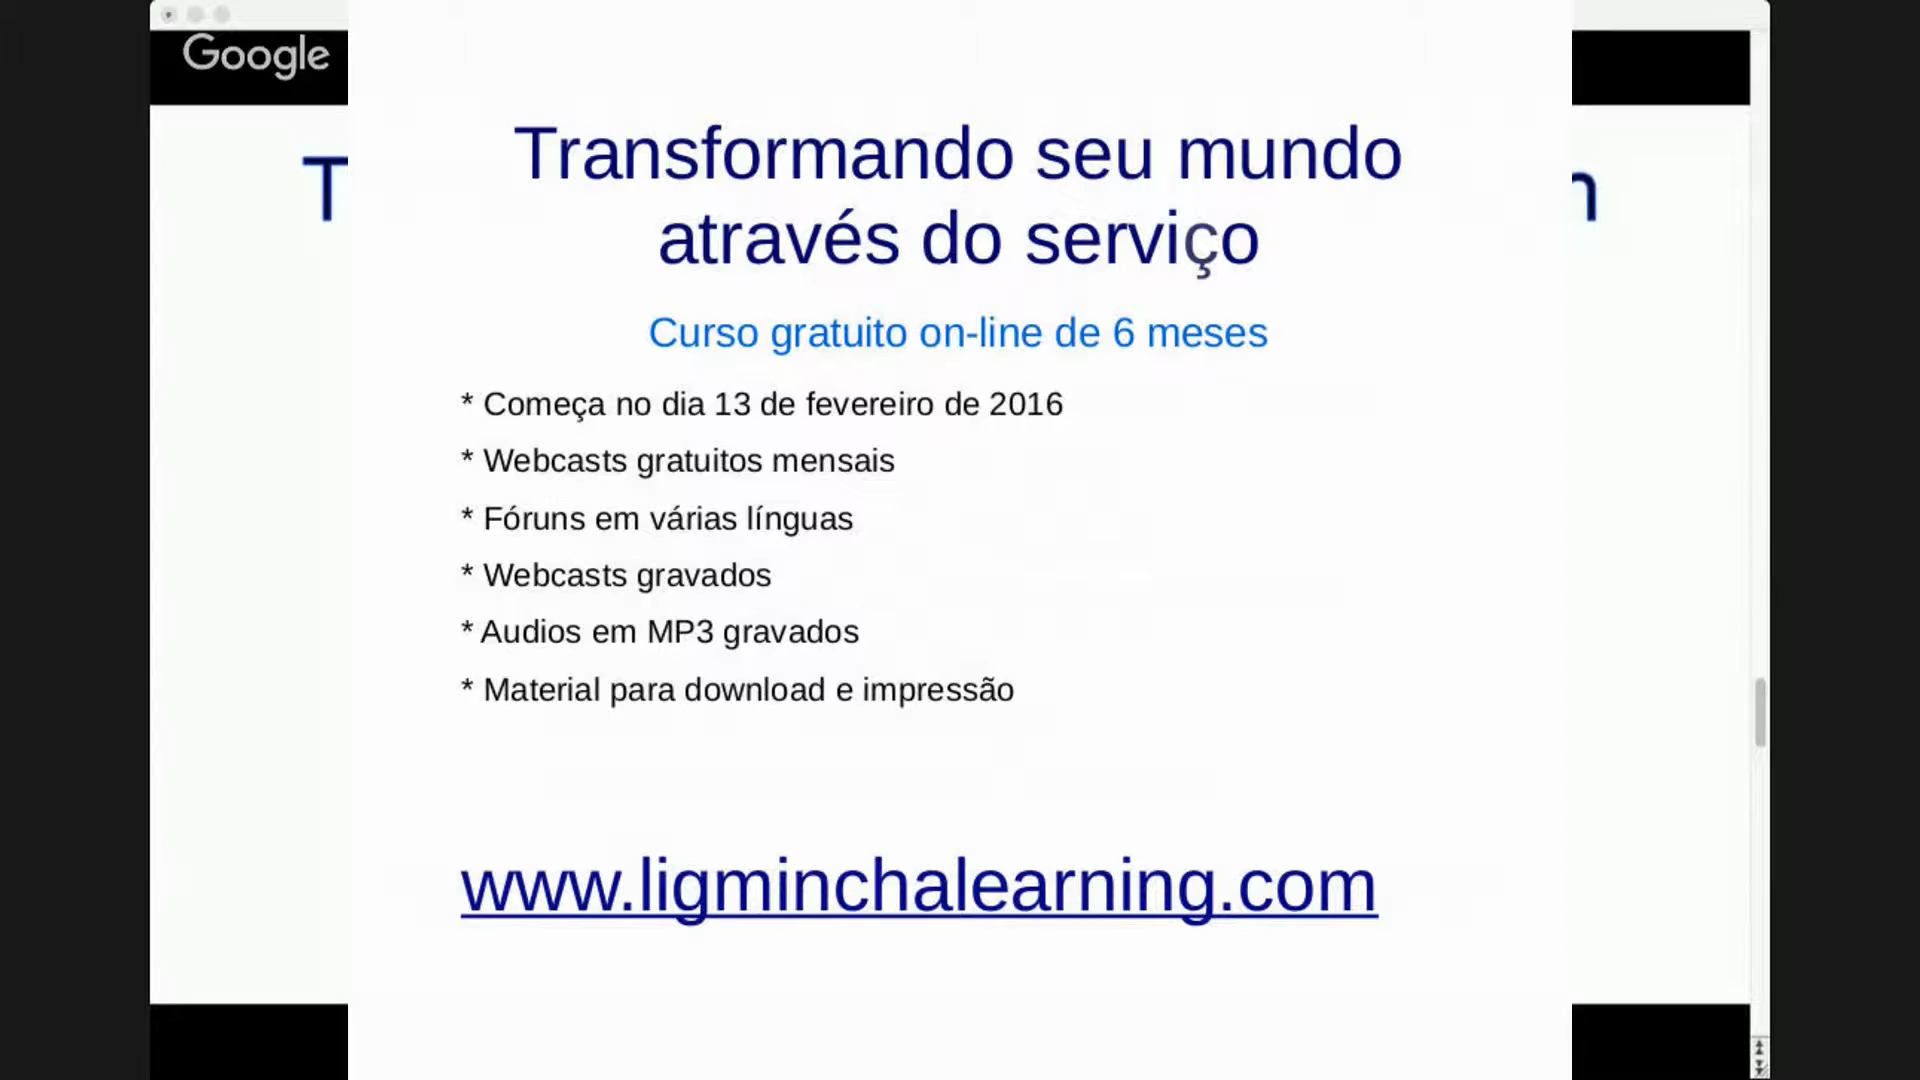 Google
Transformando seu mundo
através do serviço
Curso gratuito on-line de 6 meses
* Começa no dia 13 de fevereiro de 2016
* Webcasts gratuitos mensais
* Fóruns em várias línguas
* Webcasts gravados
* Audios em MP3 gravados
* Material para download e impressão
www.ligminchalearning.com